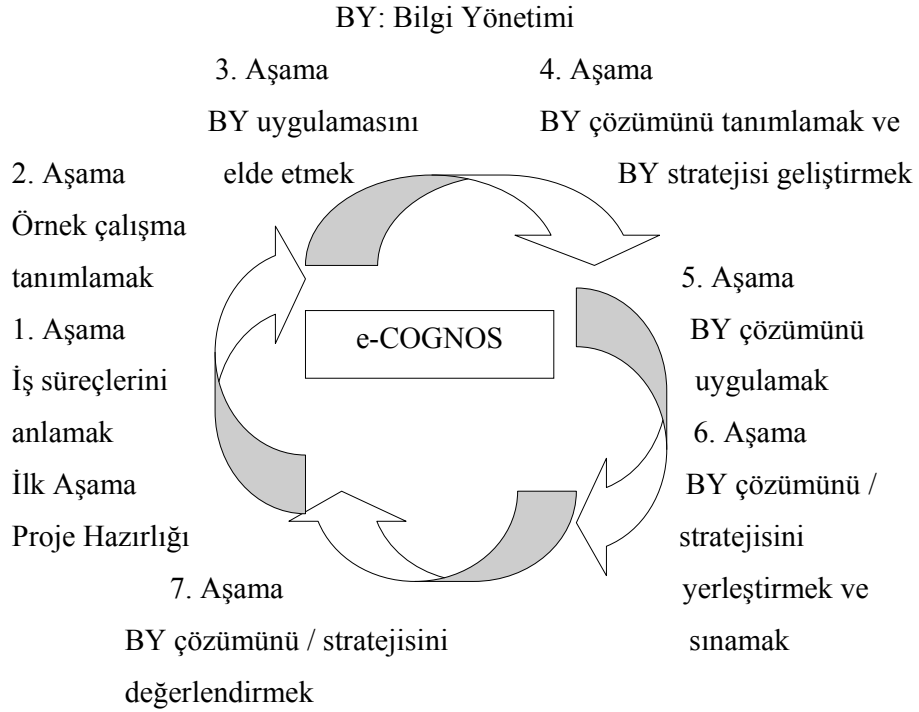 BY: Bilgi Yönetimi
3. Aşama
BY uygulamasını
elde etmek
4. Aşama
BY çözümünü tanımlamak ve
BY stratejisi geliştirmek
2. Aşama
Örnek çalışma
tanımlamak
1. Aşama
İş süreçlerini
anlamak
İlk Aşama
Proje Hazırlığı
e-COGNOS
5. Aşama
BY çözümünü
uygulamak
6. Aşama
BY çözümünü /
stratejisini
yerleştirmek ve
sınamak
7. Aşama
BY çözümünü / stratejisini
değerlendirmek